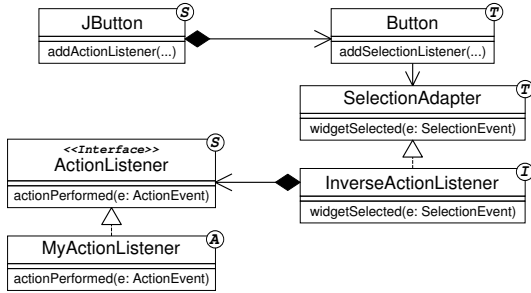 S
JButton
addActionListener(...)
T
Button
addSelectionListener(...)
T
SelectionAdapter
widgetSelected(e: SelectionEvent)
S
<<Interface>>
ActionListener
actionPerformed(e: ActionEvent)
I
InverseActionListener
widgetSelected(e: SelectionEvent)
A
MyActionListener
actionPerformed(e: ActionEvent)